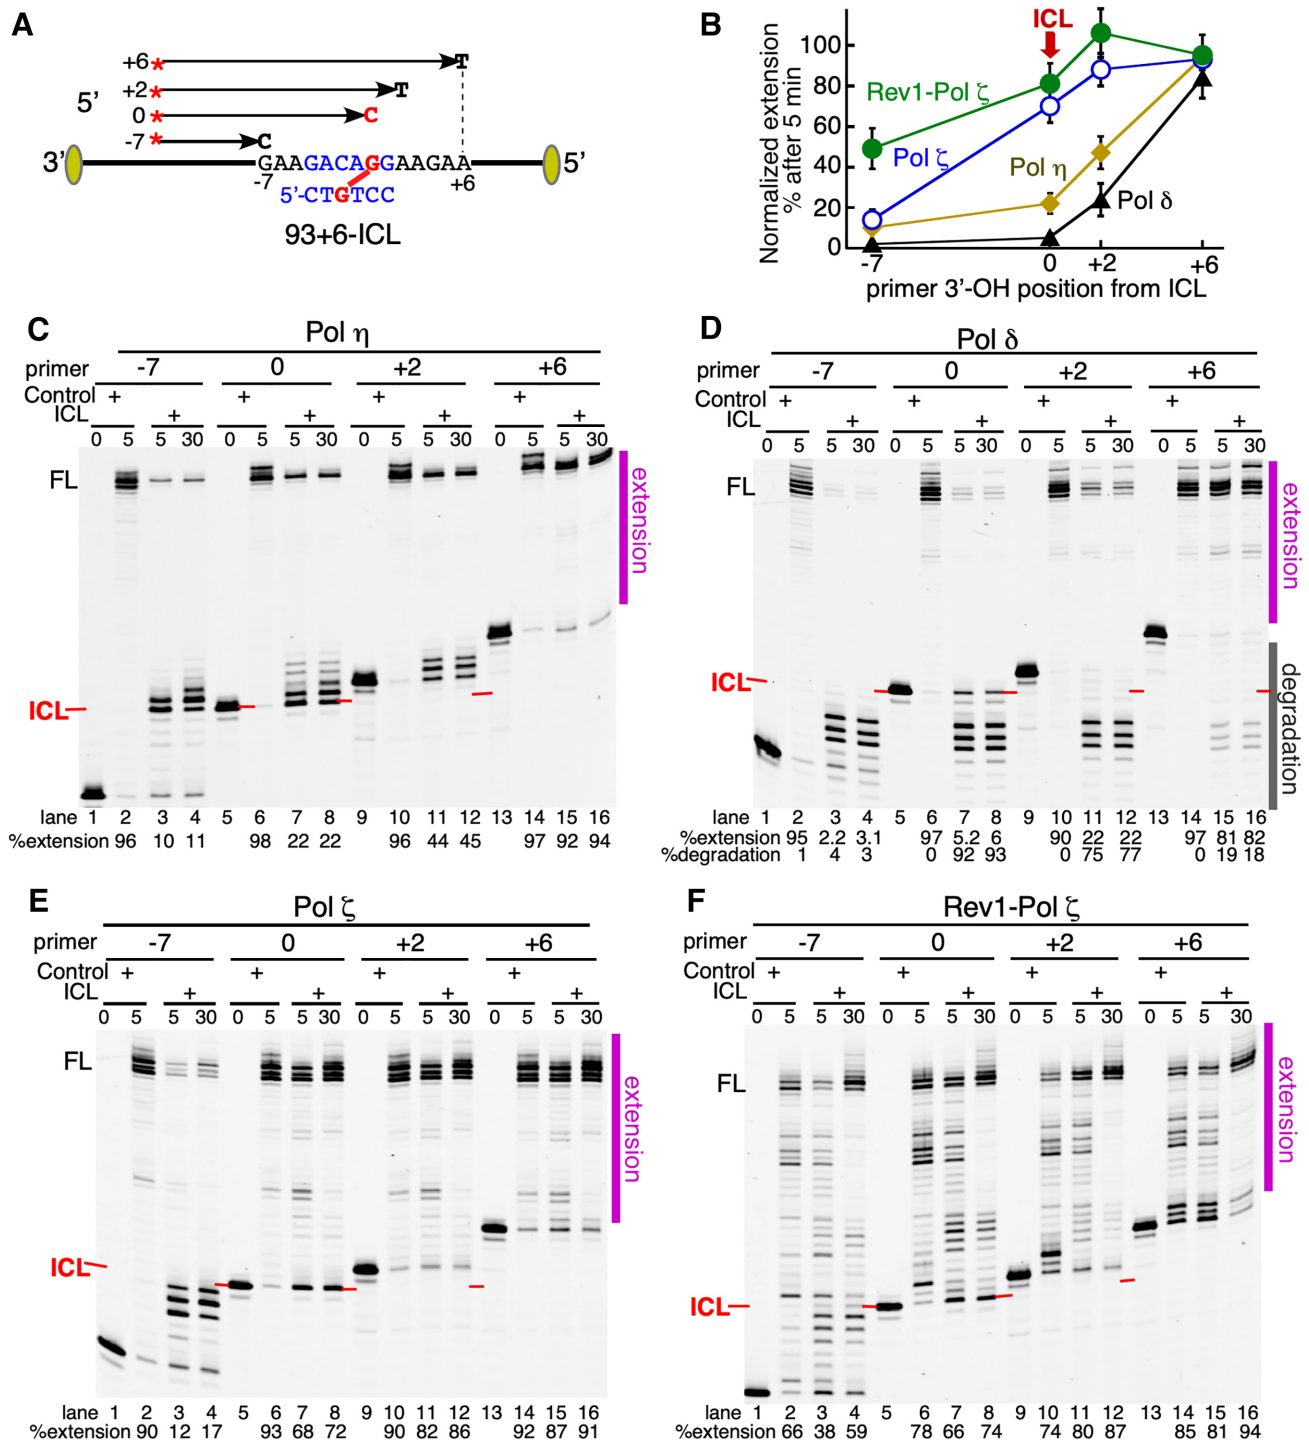 A
+6 * T
5’ +2 * T
0 * C
-7 * C
3’ GAAGACAGGAAGAA 5’
-7 +6
5’-CTGTCC
93+6-ICL
B
Normalized extension
% after 5 min
100
80
60
40
20
0
ICL
Rev1-Pol ζ
Pol ζ
Pol η
Pol δ
-7 0 +2 +6
primer 3’-OH position from ICL
C
Pol η
primer -7 0 +2 +6
Control + + + +
ICL + + + +
0 5 5 30 0 5 5 30 0 5 5 30 0 5 5 30
FL
extension
ICL
lane 1 2 3 4 5 6 7 8 9 10 11 12 13 14 15 16
%extension 96 10 11 98 22 22 96 44 45 97 92 94
D
Pol δ
primer -7 0 +2 +6
Control + + + +
ICL + + + +
0 5 5 30 0 5 5 30 0 5 5 30 0 5 5 30
FL
extension
ICL
degradation
lane 1 2 3 4 5 6 7 8 9 10 11 12 13 14 15 16
%extension 95 2.2 3.1 97 5.2 6 90 22 22 97 81 82
%degradation 1 4 3 0 92 93 0 75 77 0 19 18
E
Pol ζ
primer -7 0 +2 +6
Control + + + +
ICL + + + +
0 5 5 30 0 5 5 30 0 5 5 30 0 5 5 30
FL
extension
ICL
lane 1 2 3 4 5 6 7 8 9 10 11 12 13 14 15 16
%extension 90 12 17 93 68 72 90 82 86 92 87 91
F
Rev1-Pol ζ
primer -7 0 +2 +6
Control + + + +
ICL + + + +
0 5 5 30 0 5 5 30 0 5 5 30 0 5 5 30
FL
extension
ICL
lane 1 2 3 4 5 6 7 8 9 10 11 12 13 14 15 16
%extension 66 38 59 78 66 74 74 80 87 85 81 94